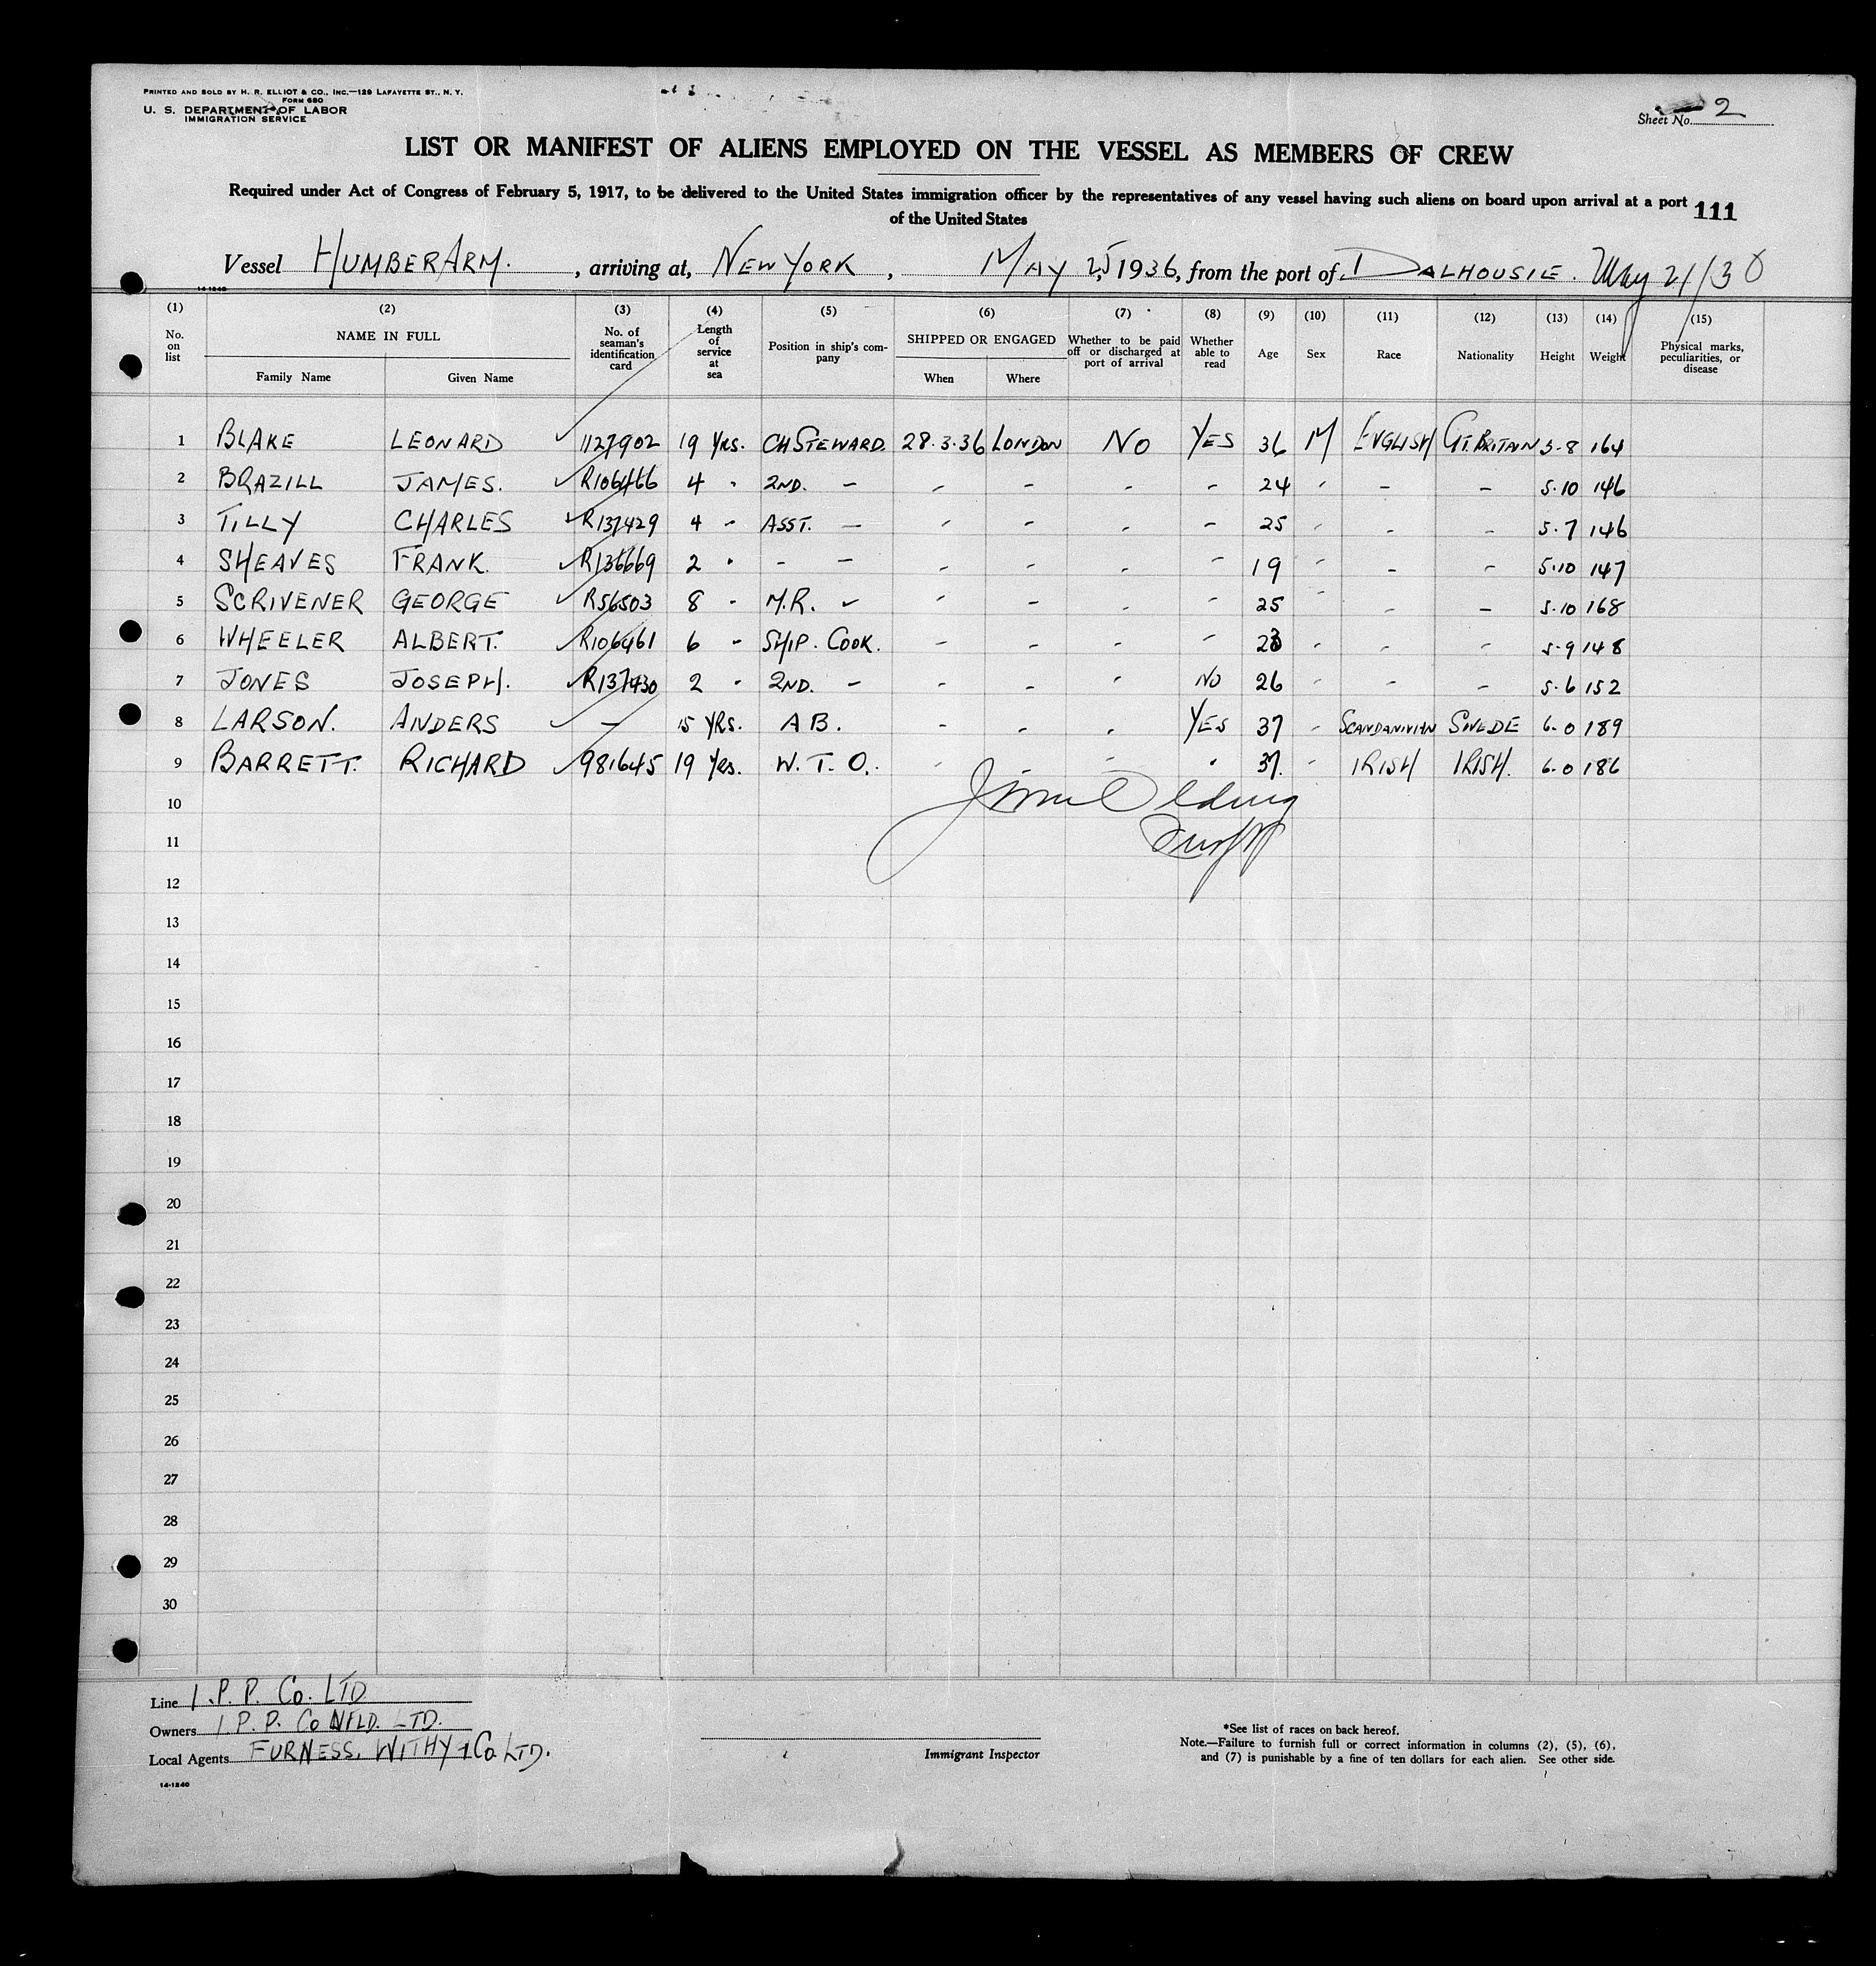 PRINTED AND SOLD BY H. R. ELLIOT & CO., INC.—129 LAFAYETTE ST., N. Y.
FORM 680
U. S. DEPARTMENT OF LABOR
IMMIGRATION SERVICE
Sheet No. 2
LIST OR MANIFEST OF ALIENS EMPLOYED ON THE VESSEL AS MEMBERS OF CREW
Required under Act of Congress of February 5, 1917, to be delivered to the United States immigration officer by the representatives of any vessel having such aliens on board upon arrival at a port
of the United States
111
Vessel HUMBERARM. , arriving at, NEW YORK , MAY 25, 1936, from the port of DALHOUSIE. May 21/36
14-1240
(1) (2) (3) (4) (5) (6) (7) (8) (9) (10) (11) (12) (13) (14) (15)
No. on list NAME IN FULL Family Name Given Name No. of seaman's identification card Length of service at sea Position in ship's company SHIPPED OR ENGAGED When Where Whether to be paid off or discharged at port of arrival Whether able to read Age Sex Race Nationality Height Weight Physical marks, peculiarities, or disease
1 BLAKE LEONARD ✓ 1127902 19 YRS. CH STEWARD. 28.3.36 LONDON NO YES 36 M ENGLISH GT. BRITAIN 5-8 164
2 BRAZILL JAMES. ✓ R106466 4 " 2ND. - - - - - 24 - - - 5.10 146
3 TILLY CHARLES ✓ R137429 4 - ASST. - - - - - 25 - - - 5.7 146
4 SHEAVES FRANK. ✓ R136669 2 " - - - - - - 19 - - - 5.10 147
5 SCRIVENER GEORGE ✓ R56503 8 - M.R. - - - - - 25 - - - 5.10 168
6 WHEELER ALBERT. ✓ R106461 6 - SHIP. COOK. - - - - 23 - - - 5-9 148
7 JONES JOSEPH. ✓ R137430 2 " 2ND. - - - - NO 26 - - - 5.6 152
8 LARSON. ANDERS ✓ - 15 YRS. A B. - - - YES 37 - SCANDANIVIAN SWEDE 6.0 189
9 BARRETT. RICHARD ✓ 981645 19 Yrs. W. T. O. - - - " 37. - IRISH IRISH. 6.0 186
10
11
12
13
14
15
16
17
18
19
20
21
22
23
24
25
26
27
28
29
30
Line I.P.P. Co. LTD
Owners I.P.P. Co NFLD. LTD.
Local Agents FURNESS, WITHY & Co. LTD.
14-1240
Immigrant Inspector
*See list of races on back hereof.
Note.—Failure to furnish full or correct information in columns (2), (5), (6),
and (7) is punishable by a fine of ten dollars for each alien. See other side.